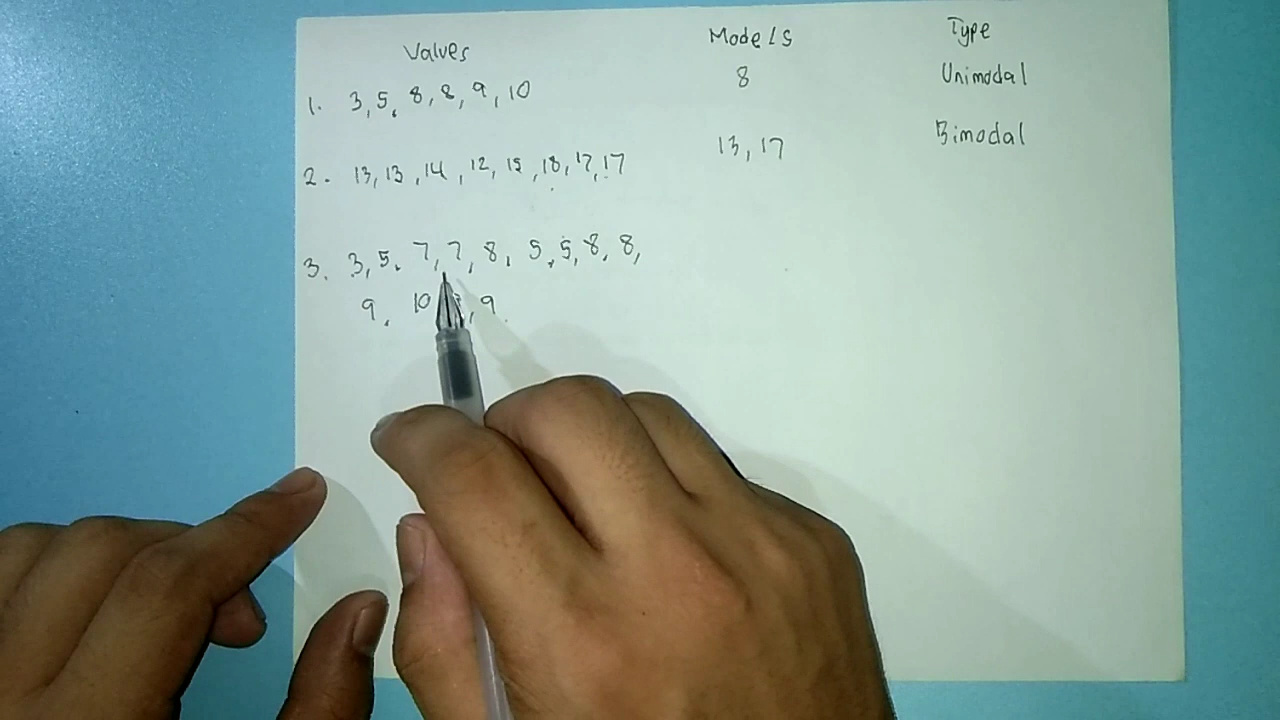 Values Mode/s Type
1. 3, 5, 8, 8, 9, 10 8 Unimodal
2. 13, 13, 14, 12, 15, 18, 17, 17 13, 17 Bimodal
3. 3, 5, 7, 7, 8, 5, 5, 8, 8,
9, 10 , 9